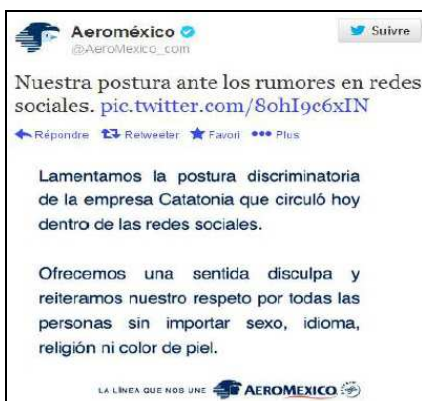 Aeroméxico
@AeroMexico_com
Suivre
Nuestra postura ante los rumores en redes
sociales. pic.twitter.com/8ohI9c6xIN
Répondre Retweeter Favori Plus
Lamentamos la postura discriminatoria
de la empresa Catatonia que circuló hoy
dentro de las redes sociales.
Ofrecemos una sentida disculpa y
reiteramos nuestro respeto por todas las
personas sin importar sexo, idioma,
religión ni color de piel.
LA LÍNEA QUE NOS UNE AEROMEXICO